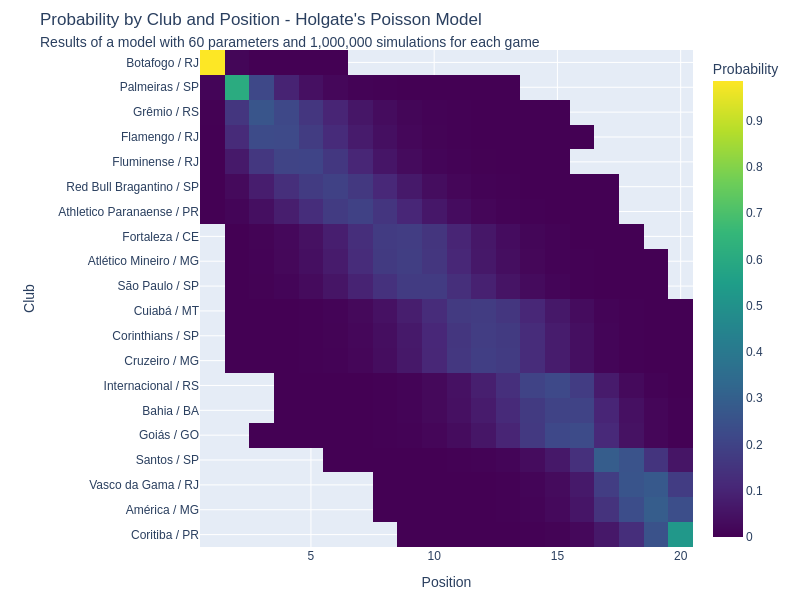 Probability by Club and Position - Holgate's Poisson Model
Results of a model with 60 parameters and 1,000,000 simulations for each game
Probability
Botafogo / RJ
Palmeiras / SP
Grêmio / RS
Flamengo / RJ
Fluminense / RJ
Red Bull Bragantino / SP
Athletico Paranaense / PR
Fortaleza / CE
Atlético Mineiro / MG
São Paulo / SP
Cuiabá / MT
Corinthians / SP
Cruzeiro / MG
Internacional / RS
Bahia / BA
Goiás / GO
Santos / SP
Vasco da Gama / RJ
América / MG
Coritiba / PR
Club
5
10
15
20
Position
0.9
0.8
0.7
0.6
0.5
0.4
0.3
0.2
0.1
0